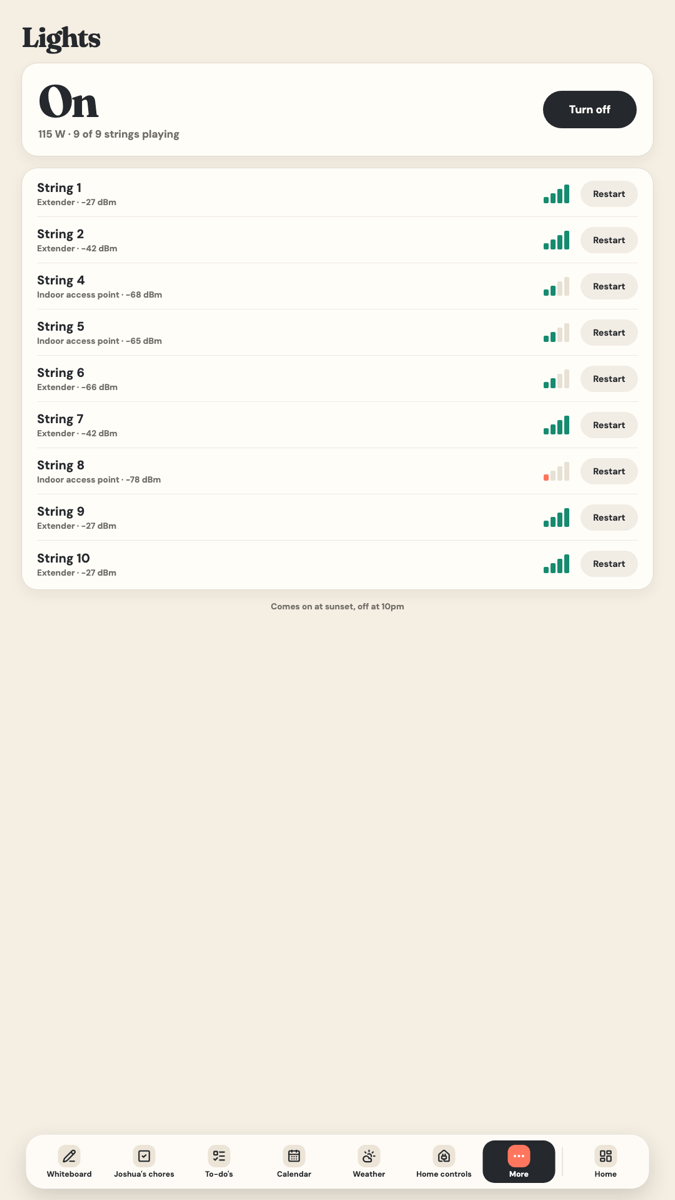 Lights
On
115 W · 9 of 9 strings playing
Turn off
String 1
Extender · -27 dBm
Restart
String 2
Extender · -42 dBm
Restart
String 4
Indoor access point · -68 dBm
Restart
String 5
Indoor access point · -65 dBm
Restart
String 6
Extender · -66 dBm
Restart
String 7
Extender · -42 dBm
Restart
String 8
Indoor access point · -78 dBm
Restart
String 9
Extender · -27 dBm
Restart
String 10
Extender · -27 dBm
Restart
Comes on at sunset, off at 10pm
Whiteboard
Joshua's chores
To-do's
Calendar
Weather
Home controls
More
Home